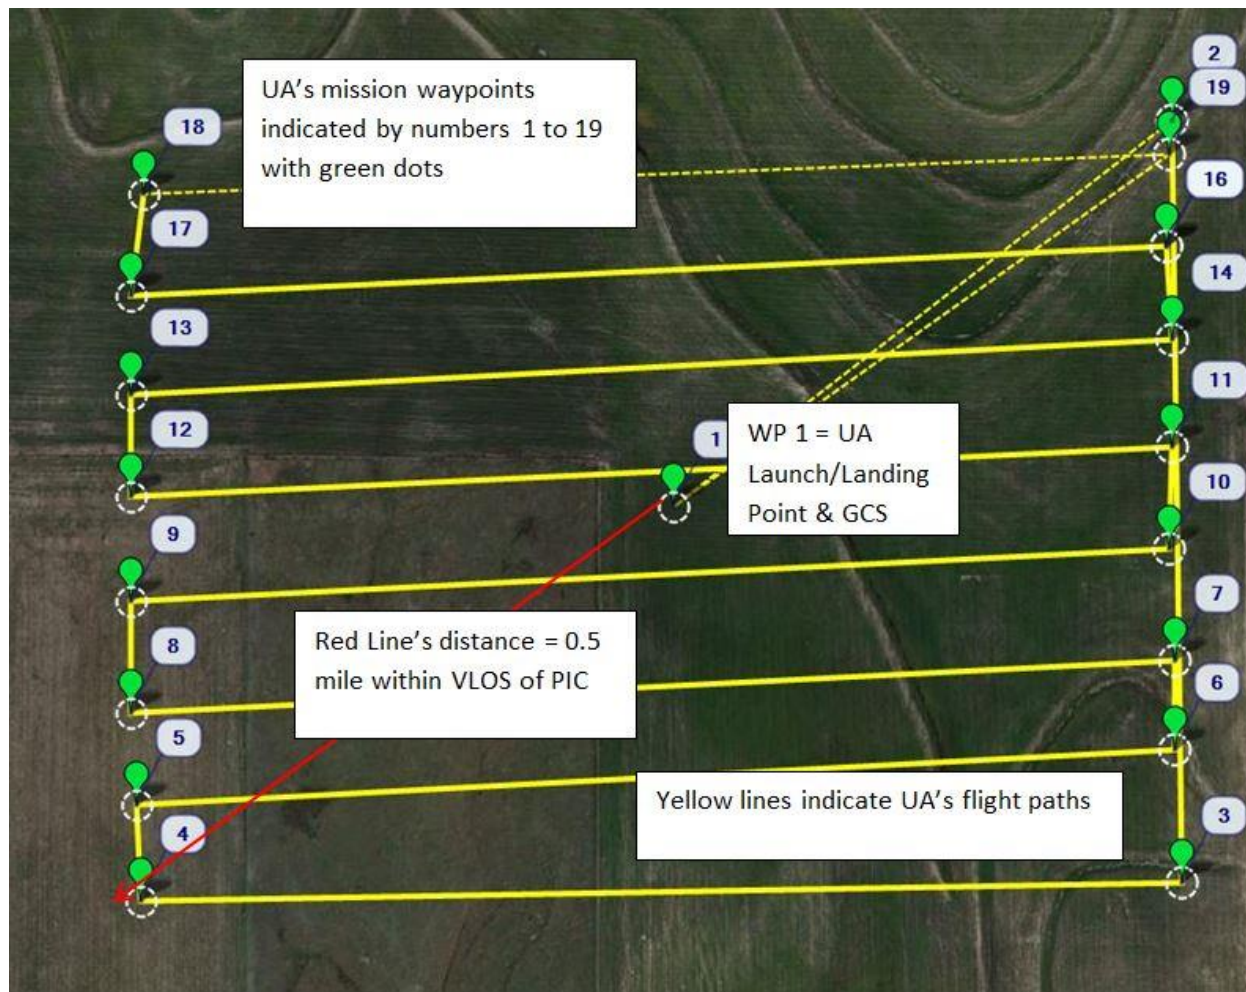 2
19
18
UA's mission waypoints
indicated by numbers 1 to 19
with green dots
16
17
14
13
11
12
1
WP 1 = UA
Launch/Landing
Point & GCS
10
9
7
8
Red Line's distance = 0.5
mile within VLOS of PIC
6
5
Yellow lines indicate UA's flight paths
3
4